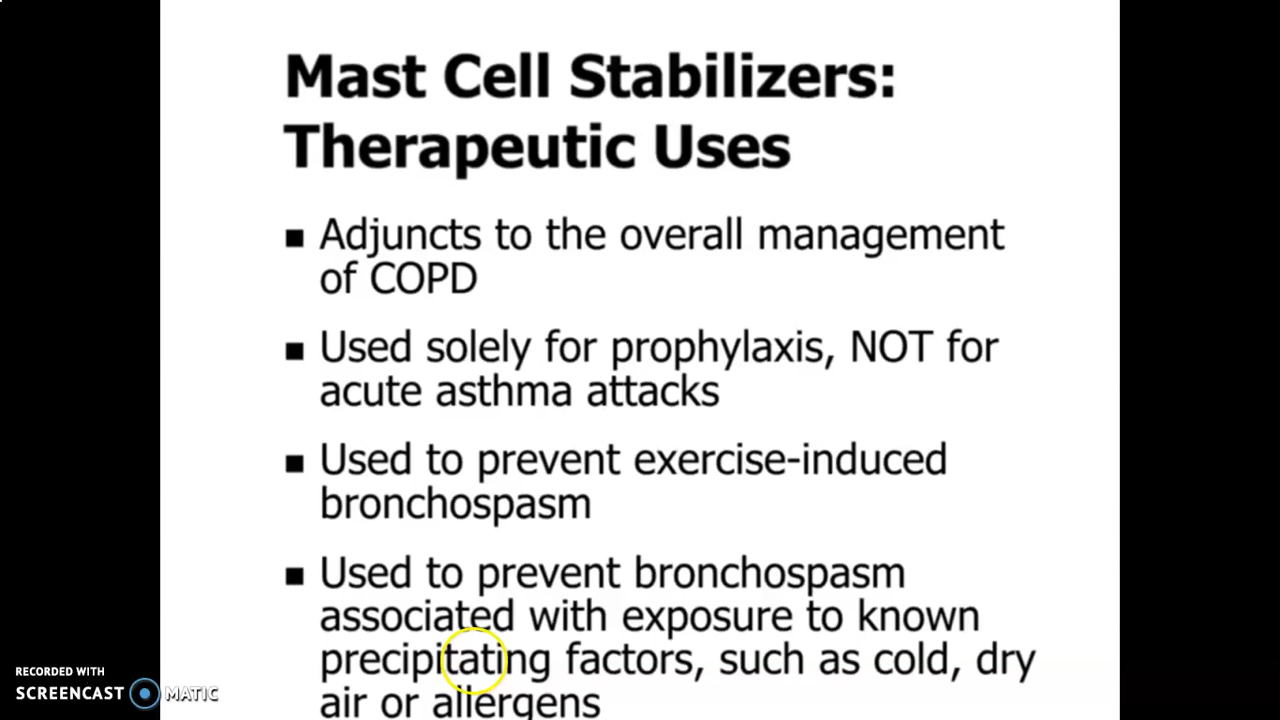 Mast Cell Stabilizers:
Therapeutic Uses
■ Adjuncts to the overall management
of COPD
■ Used solely for prophylaxis, NOT for
acute asthma attacks
■ Used to prevent exercise-induced
bronchospasm
■ Used to prevent bronchospasm
associated with exposure to known
precipitating factors, such as cold, dry
air or allergens
RECORDED WITH
SCREENCAST MATIC